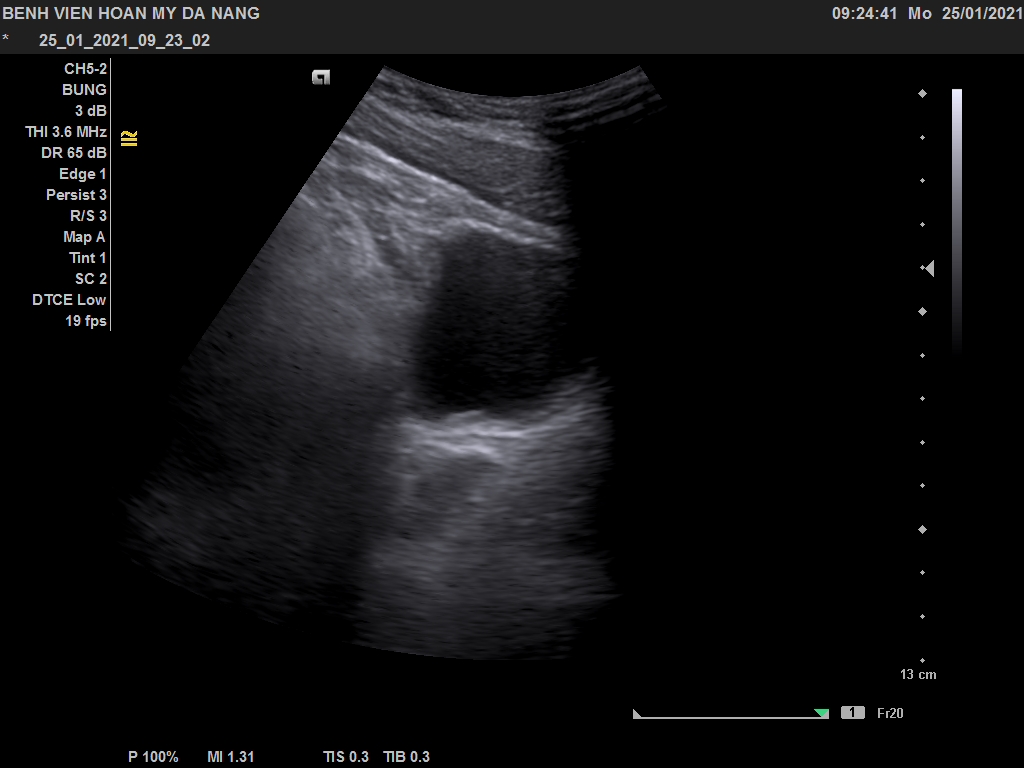 BENH VIEN HOAN MY DA NANG
09:24:41 Mo 25/01/2021
* 25_01_2021_09_23_02
CH5-2
BUNG
3 dB
THI 3.6 MHz
DR 65 dB
Edge 1
Persist 3
R/S 3
Map A
Tint 1
SC 2
DTCE Low
19 fps
13 cm
1 Fr20
P 100% MI 1.31 TIS 0.3 TIB 0.3